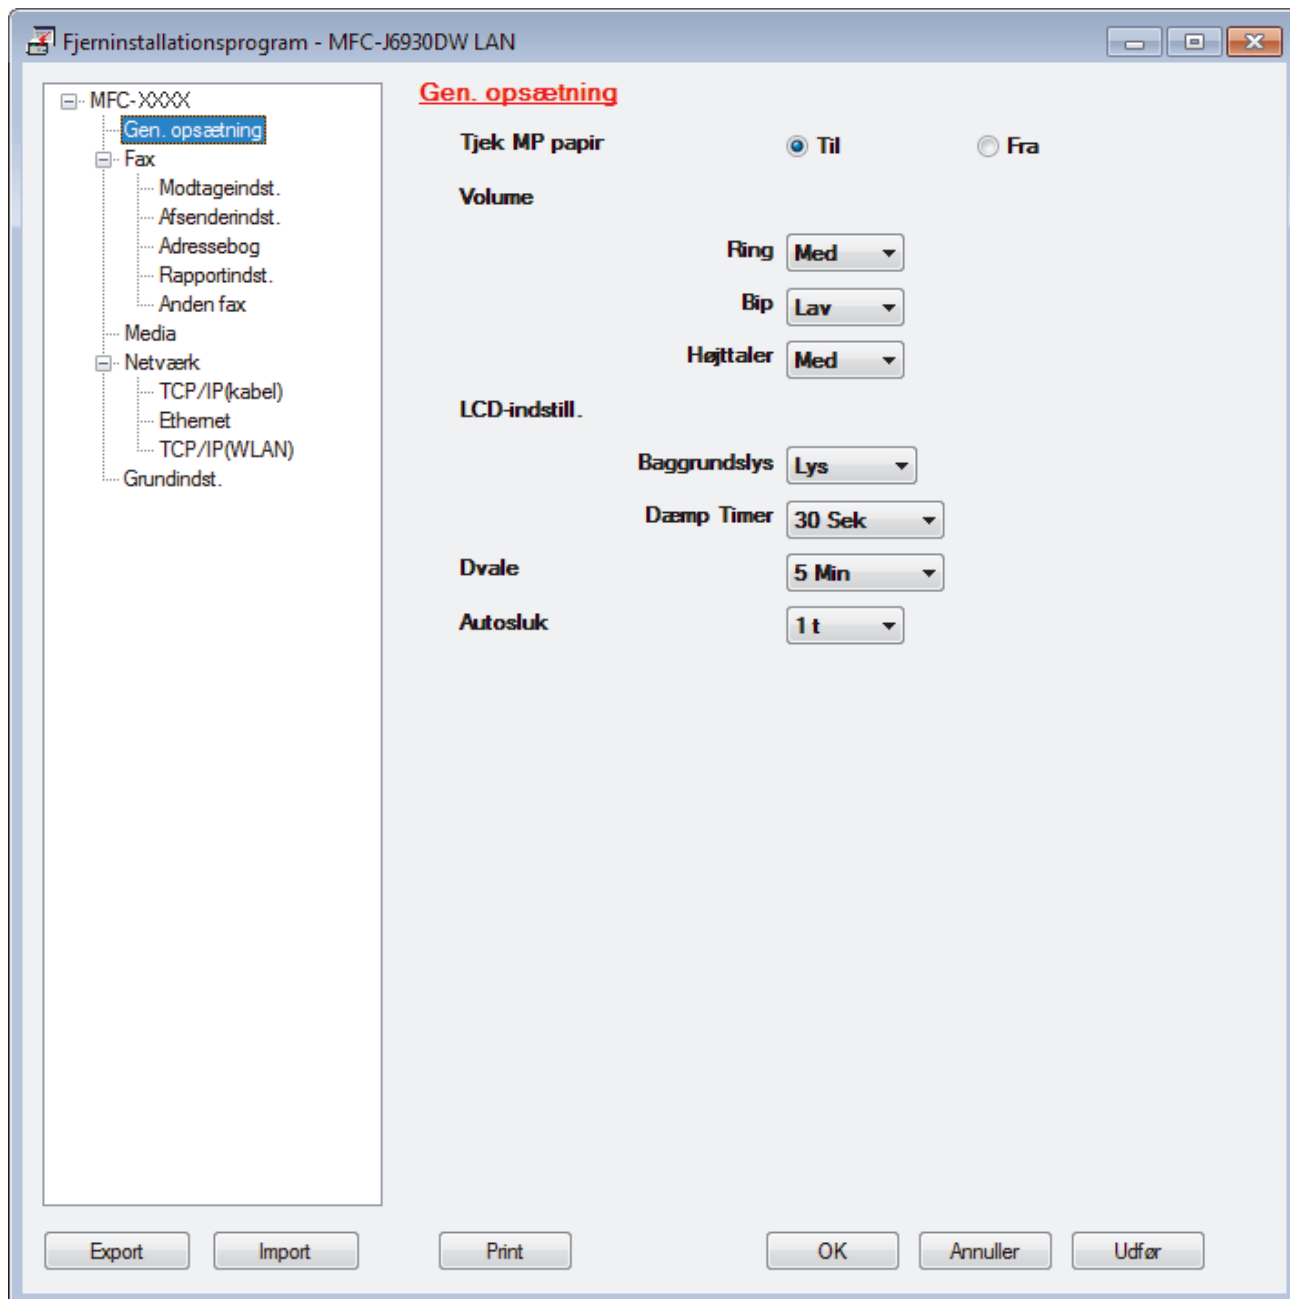 Fjerninstallationsprogram - MFC-J6930DW LAN
MFC-XXXX
Gen. opsætning
Fax
Modtageindst.
Afsenderindst.
Adressebog
Rapportindst.
Anden fax
Media
Netværk
TCP/IP(kabel)
Ethernet
TCP/IP(WLAN)
Grundindst.
Gen. opsætning
Tjek MP papir Til Fra
Volume
Ring Med
Bip Lav
Højttaler Med
LCD-indstill.
Baggrundslys Lys
Dæmp Timer 30 Sek
Dvale 5 Min
Autosluk 1 t
Export Import Print OK Annuller Udfør